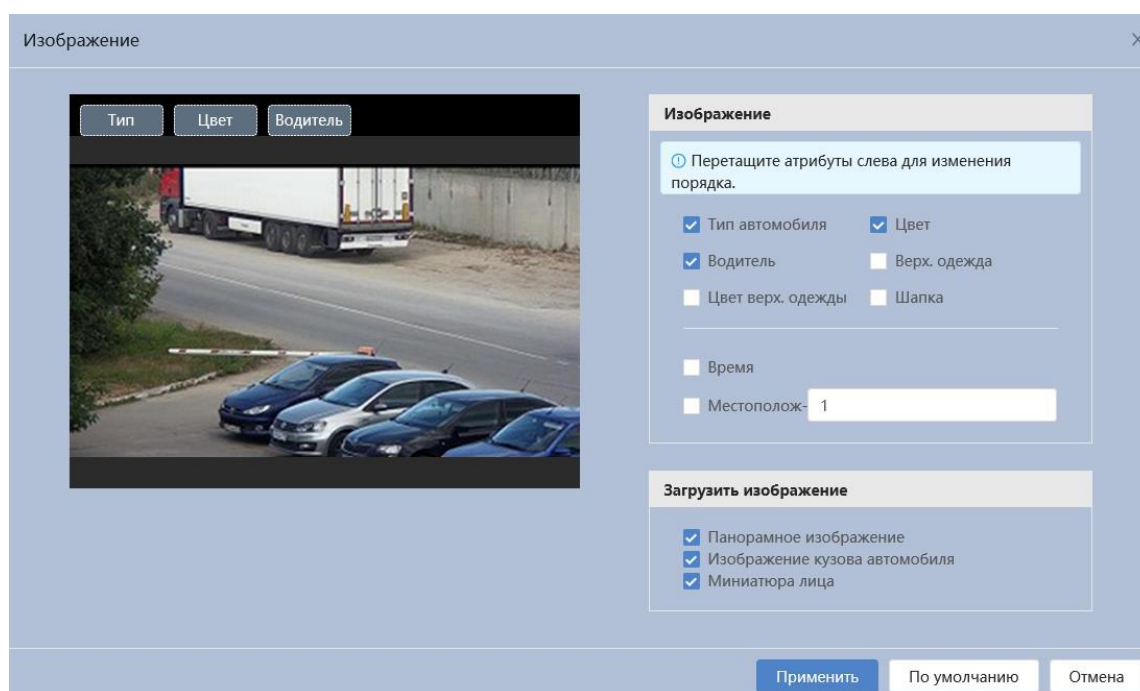 Изображение
Тип Цвет Водитель
Изображение
Перетащите атрибуты слева для изменения
порядка.
Тип автомобиля Цвет
Водитель Верх. одежда
Цвет верх. одежды Шапка
Время
Местополож- 1
Загрузить изображение
Панорамное изображение
Изображение кузова автомобиля
Миниатюра лица
Применить По умолчанию Отмена